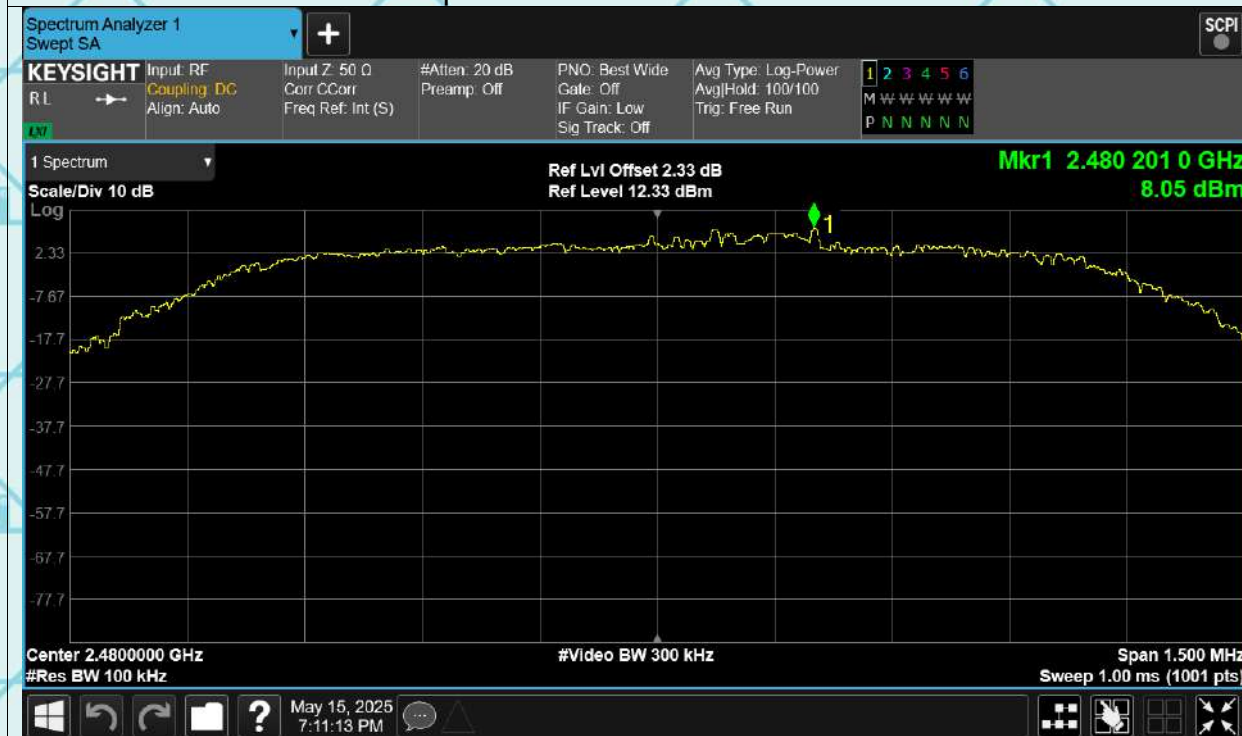 Spectrum Analyzer 1
Swept SA
+
SCPI
KEYSIGHT
RL
LXI
Input: RF
Coupling: DC
Align: Auto
Input Z: 50 Ω
Corr CCorr
Freq Ref: Int (S)
#Atten: 20 dB
Preamp: Off
PNO: Best Wide
Gate: Off
IF Gain: Low
Sig Track: Off
Avg Type: Log-Power
Avg|Hold: 100/100
Trig: Free Run
1 2 3 4 5 6
M W W W W W
P N N N N N
1 Spectrum
Scale/Div 10 dB
Ref Lvl Offset 2.33 dB
Ref Level 12.33 dBm
Mkr1 2.480 201 0 GHz
8.05 dBm
Log
1
2.33
-7.67
-17.7
-27.7
-37.7
-47.7
-57.7
-67.7
-77.7
Center 2.4800000 GHz
#Res BW 100 kHz
#Video BW 300 kHz
Span 1.500 MHz
Sweep 1.00 ms (1001 pts)
?
May 15, 2025
7:11:13 PM